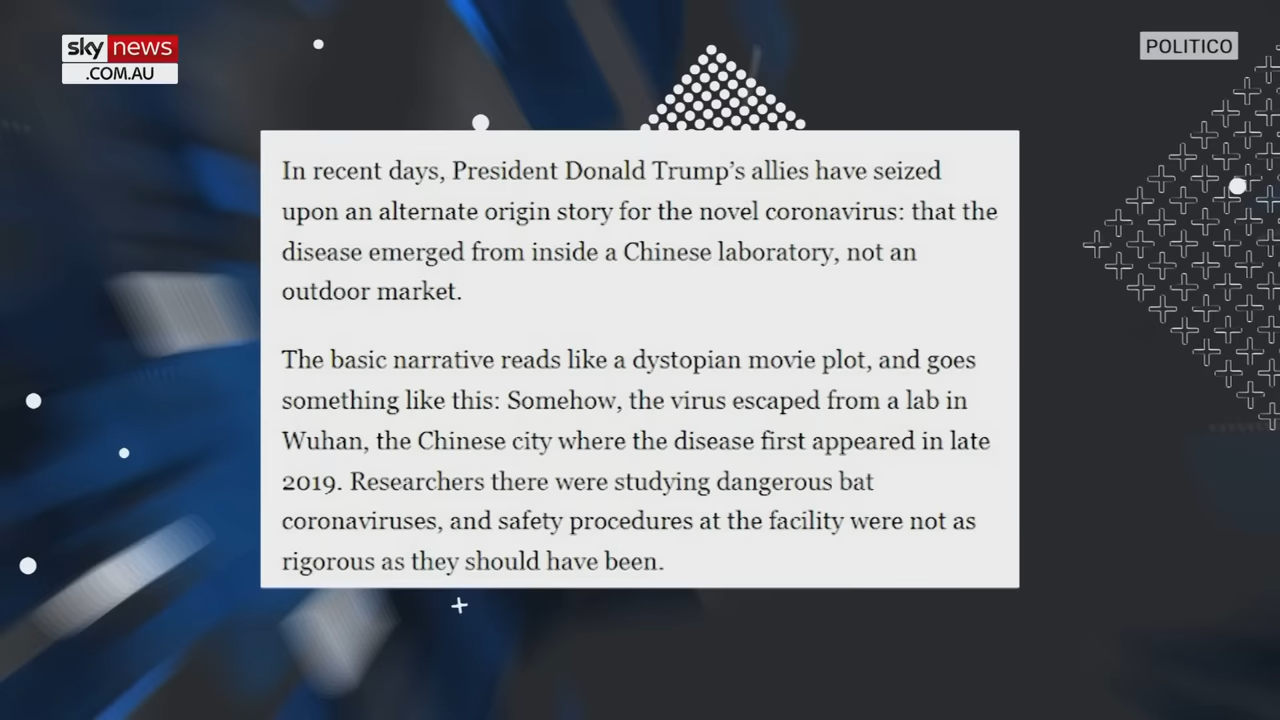 sky news
.COM.AU
POLITICO
In recent days, President Donald Trump’s allies have seized
upon an alternate origin story for the novel coronavirus: that the
disease emerged from inside a Chinese laboratory, not an
outdoor market.
The basic narrative reads like a dystopian movie plot, and goes
something like this: Somehow, the virus escaped from a lab in
Wuhan, the Chinese city where the disease first appeared in late
2019. Researchers there were studying dangerous bat
coronaviruses, and safety procedures at the facility were not as
rigorous as they should have been.